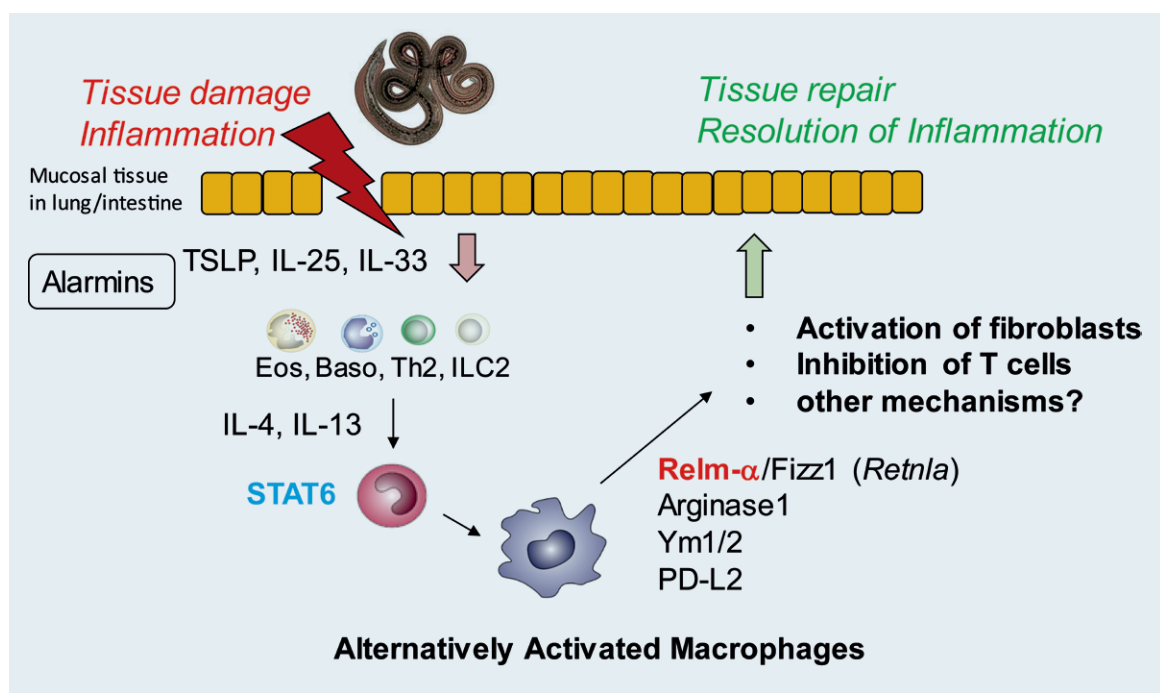 Tissue damage
Inflammation
Tissue repair
Resolution of Inflammation
Mucosal tissue
in lung/intestine
Alarmins
TSLP, IL-25, IL-33
Eos, Baso, Th2, ILC2
IL-4, IL-13
STAT6
• Activation of fibroblasts
• Inhibition of T cells
• other mechanisms?
Relm-α/Fizz1 (Retnla)
Arginase1
Ym1/2
PD-L2
Alternatively Activated Macrophages